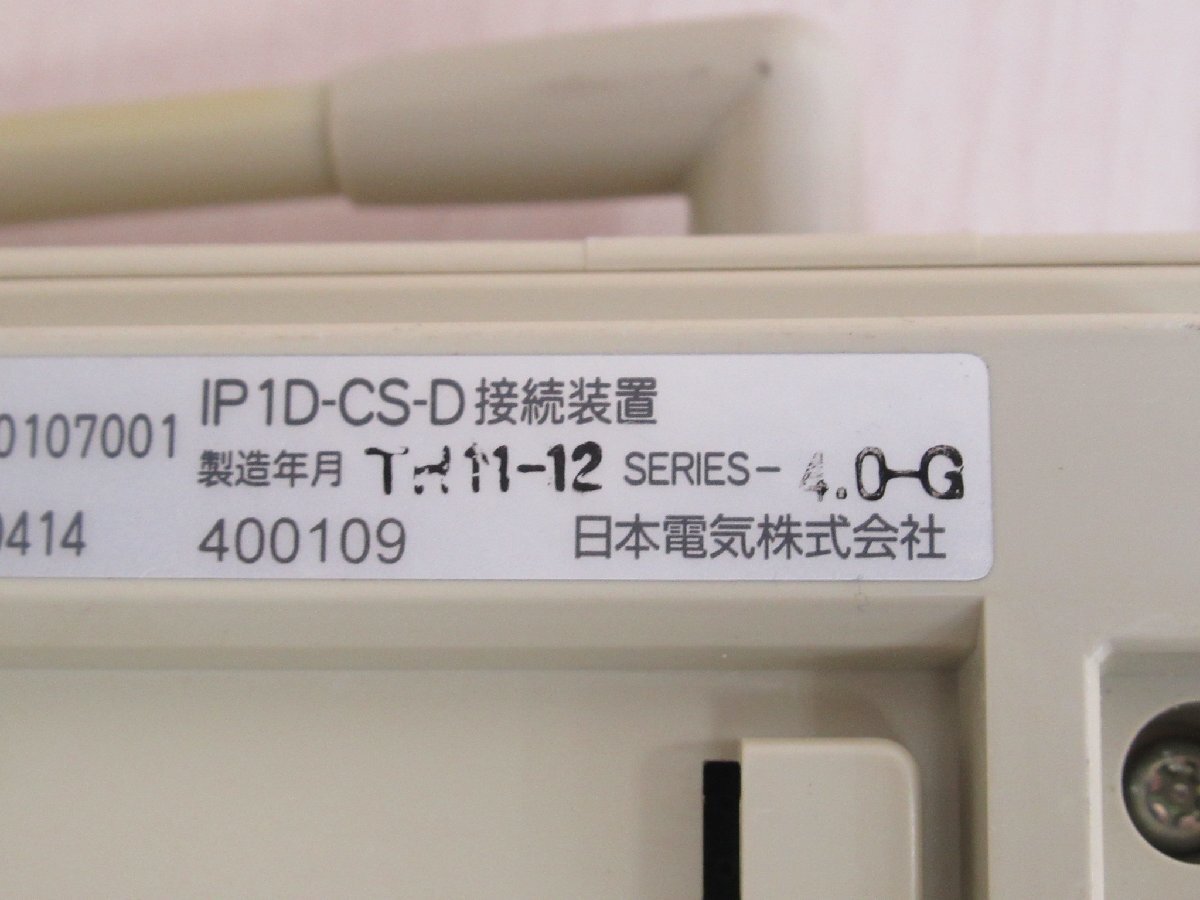 IP1D-CS-D 接続装置
0107001
製造年月 TH11-12 SERIES- 4.0-G
0414
400109 日本電気株式会社